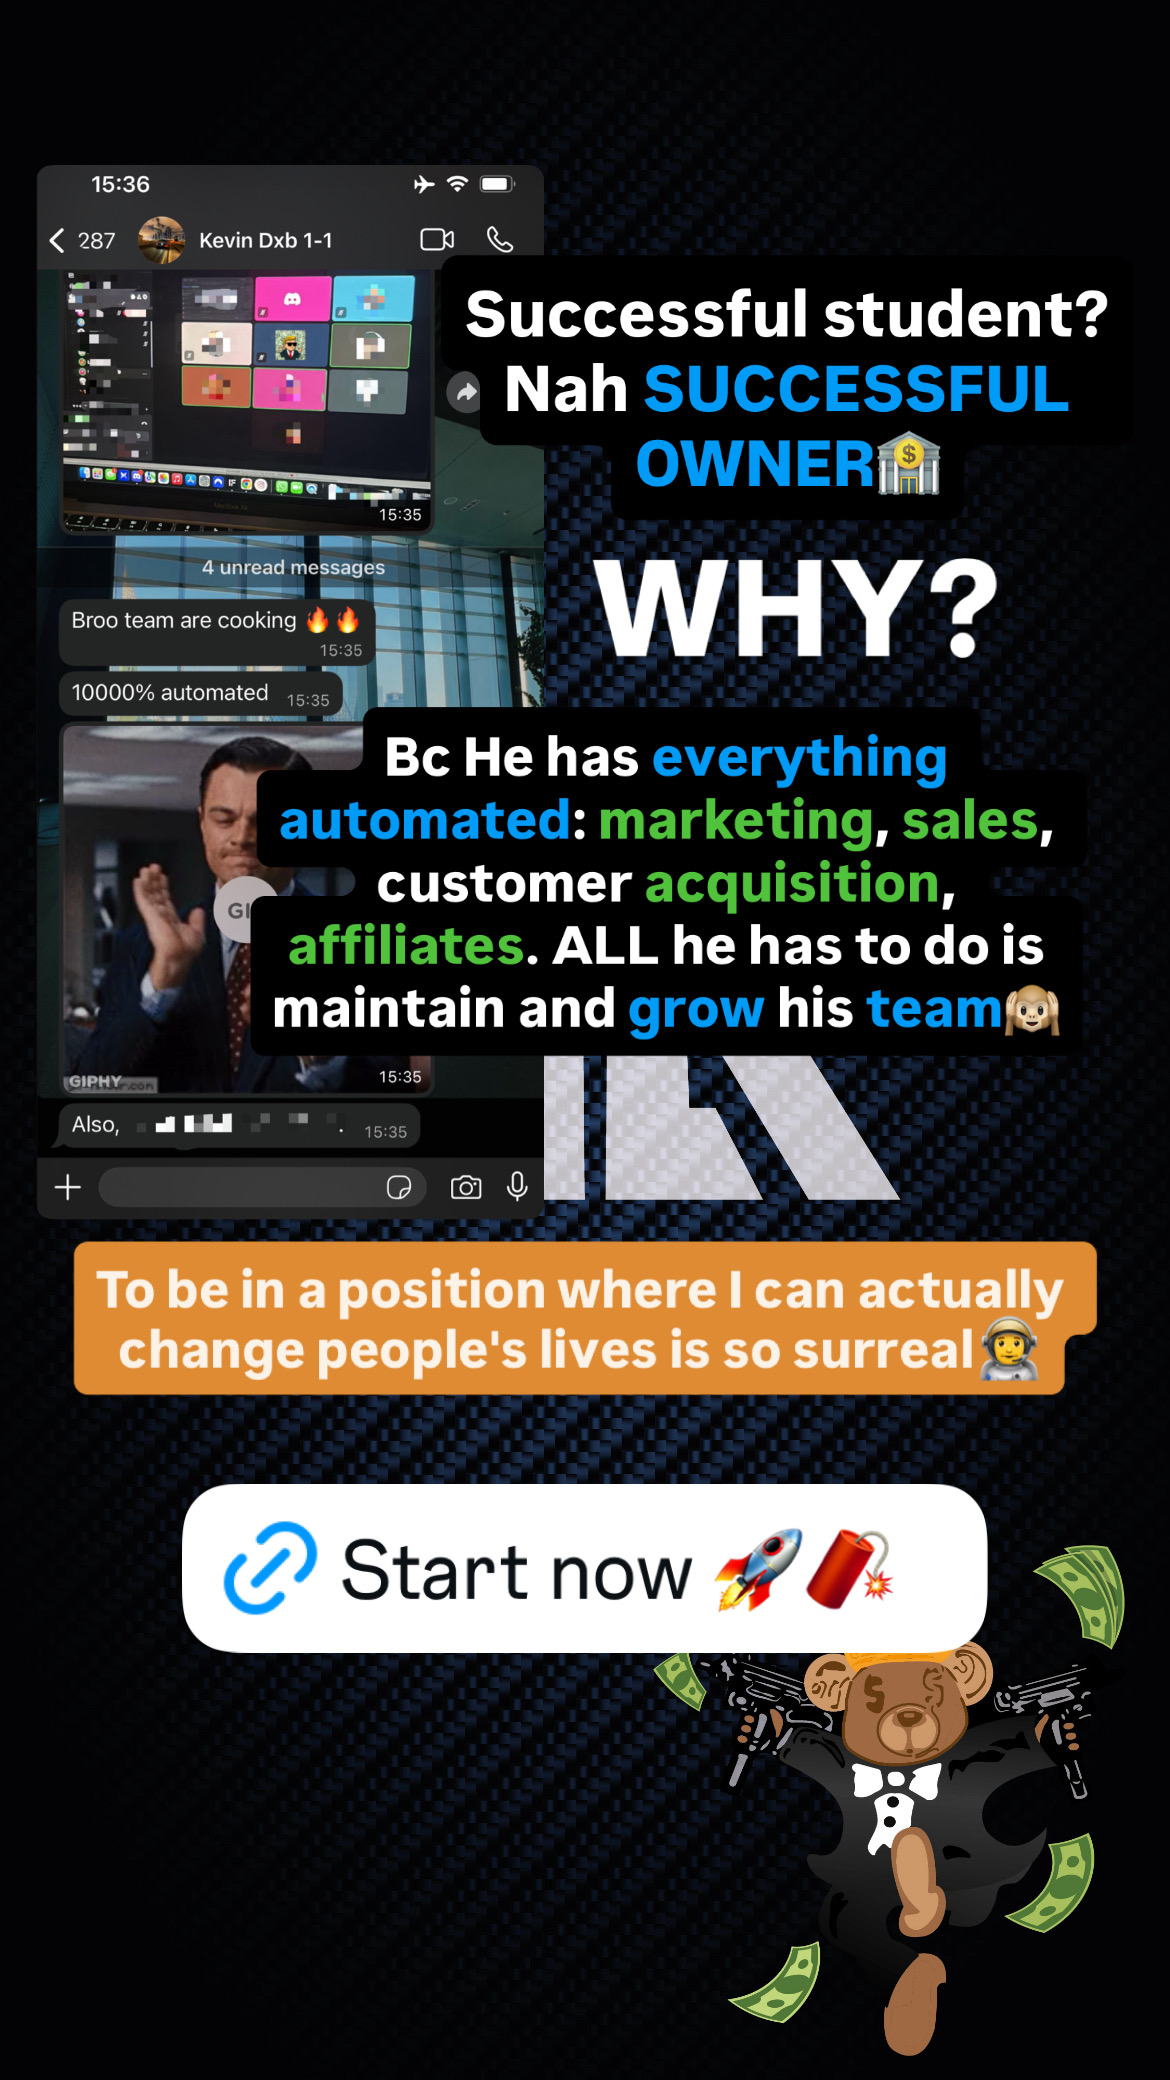 15:36
287
Kevin Dxb 1-1
15:35
4 unread messages
Broo team are cooking 🔥🔥
15:35
10000% automated
15:35
GI
GIPHY
15:35
Also,
15:35
Successful student?
Nah SUCCESSFUL
OWNER🏦
WHY?
Bc He has everything
automated: marketing, sales,
customer acquisition,
affiliates. ALL he has to do is
maintain and grow his team🙉
To be in a position where I can actually
change people's lives is so surreal🧑‍🚀
Start now 🚀🧨